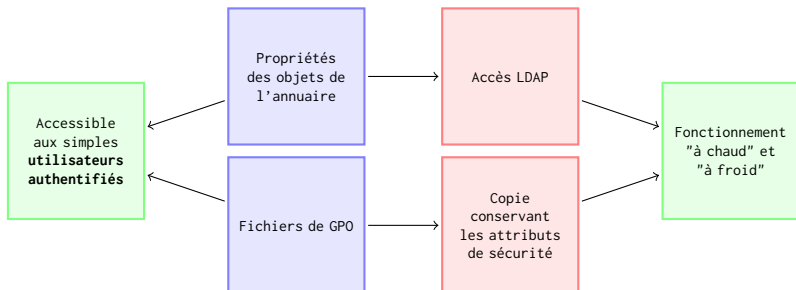 Propriétés
des objets de
l'annuaire
Accès LDAP
Accessible
aux simples
utilisateurs
authentifiés
Fonctionnement
"à chaud" et
"à froid"
Fichiers de GPO
Copie
conservant
les attributs
de sécurité